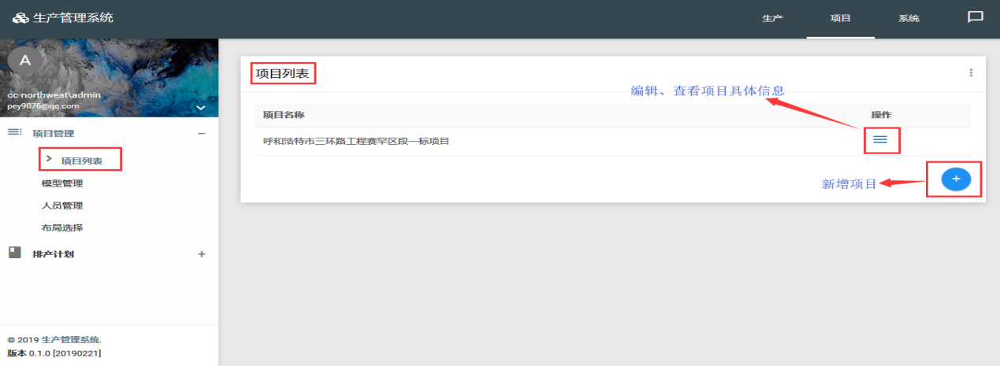 生产管理系统
生产 项目 系统
A
cc-northwest\admin
pey9076@qq.com
项目管理
项目列表
模型管理
人员管理
布局选择
排产计划
© 2019 生产管理系统.
版本 0.1.0 [20190221]
项目列表
编辑、查看项目具体信息
项目名称 操作
呼和浩特市三环路工程赛罕区段一标项目
新增项目